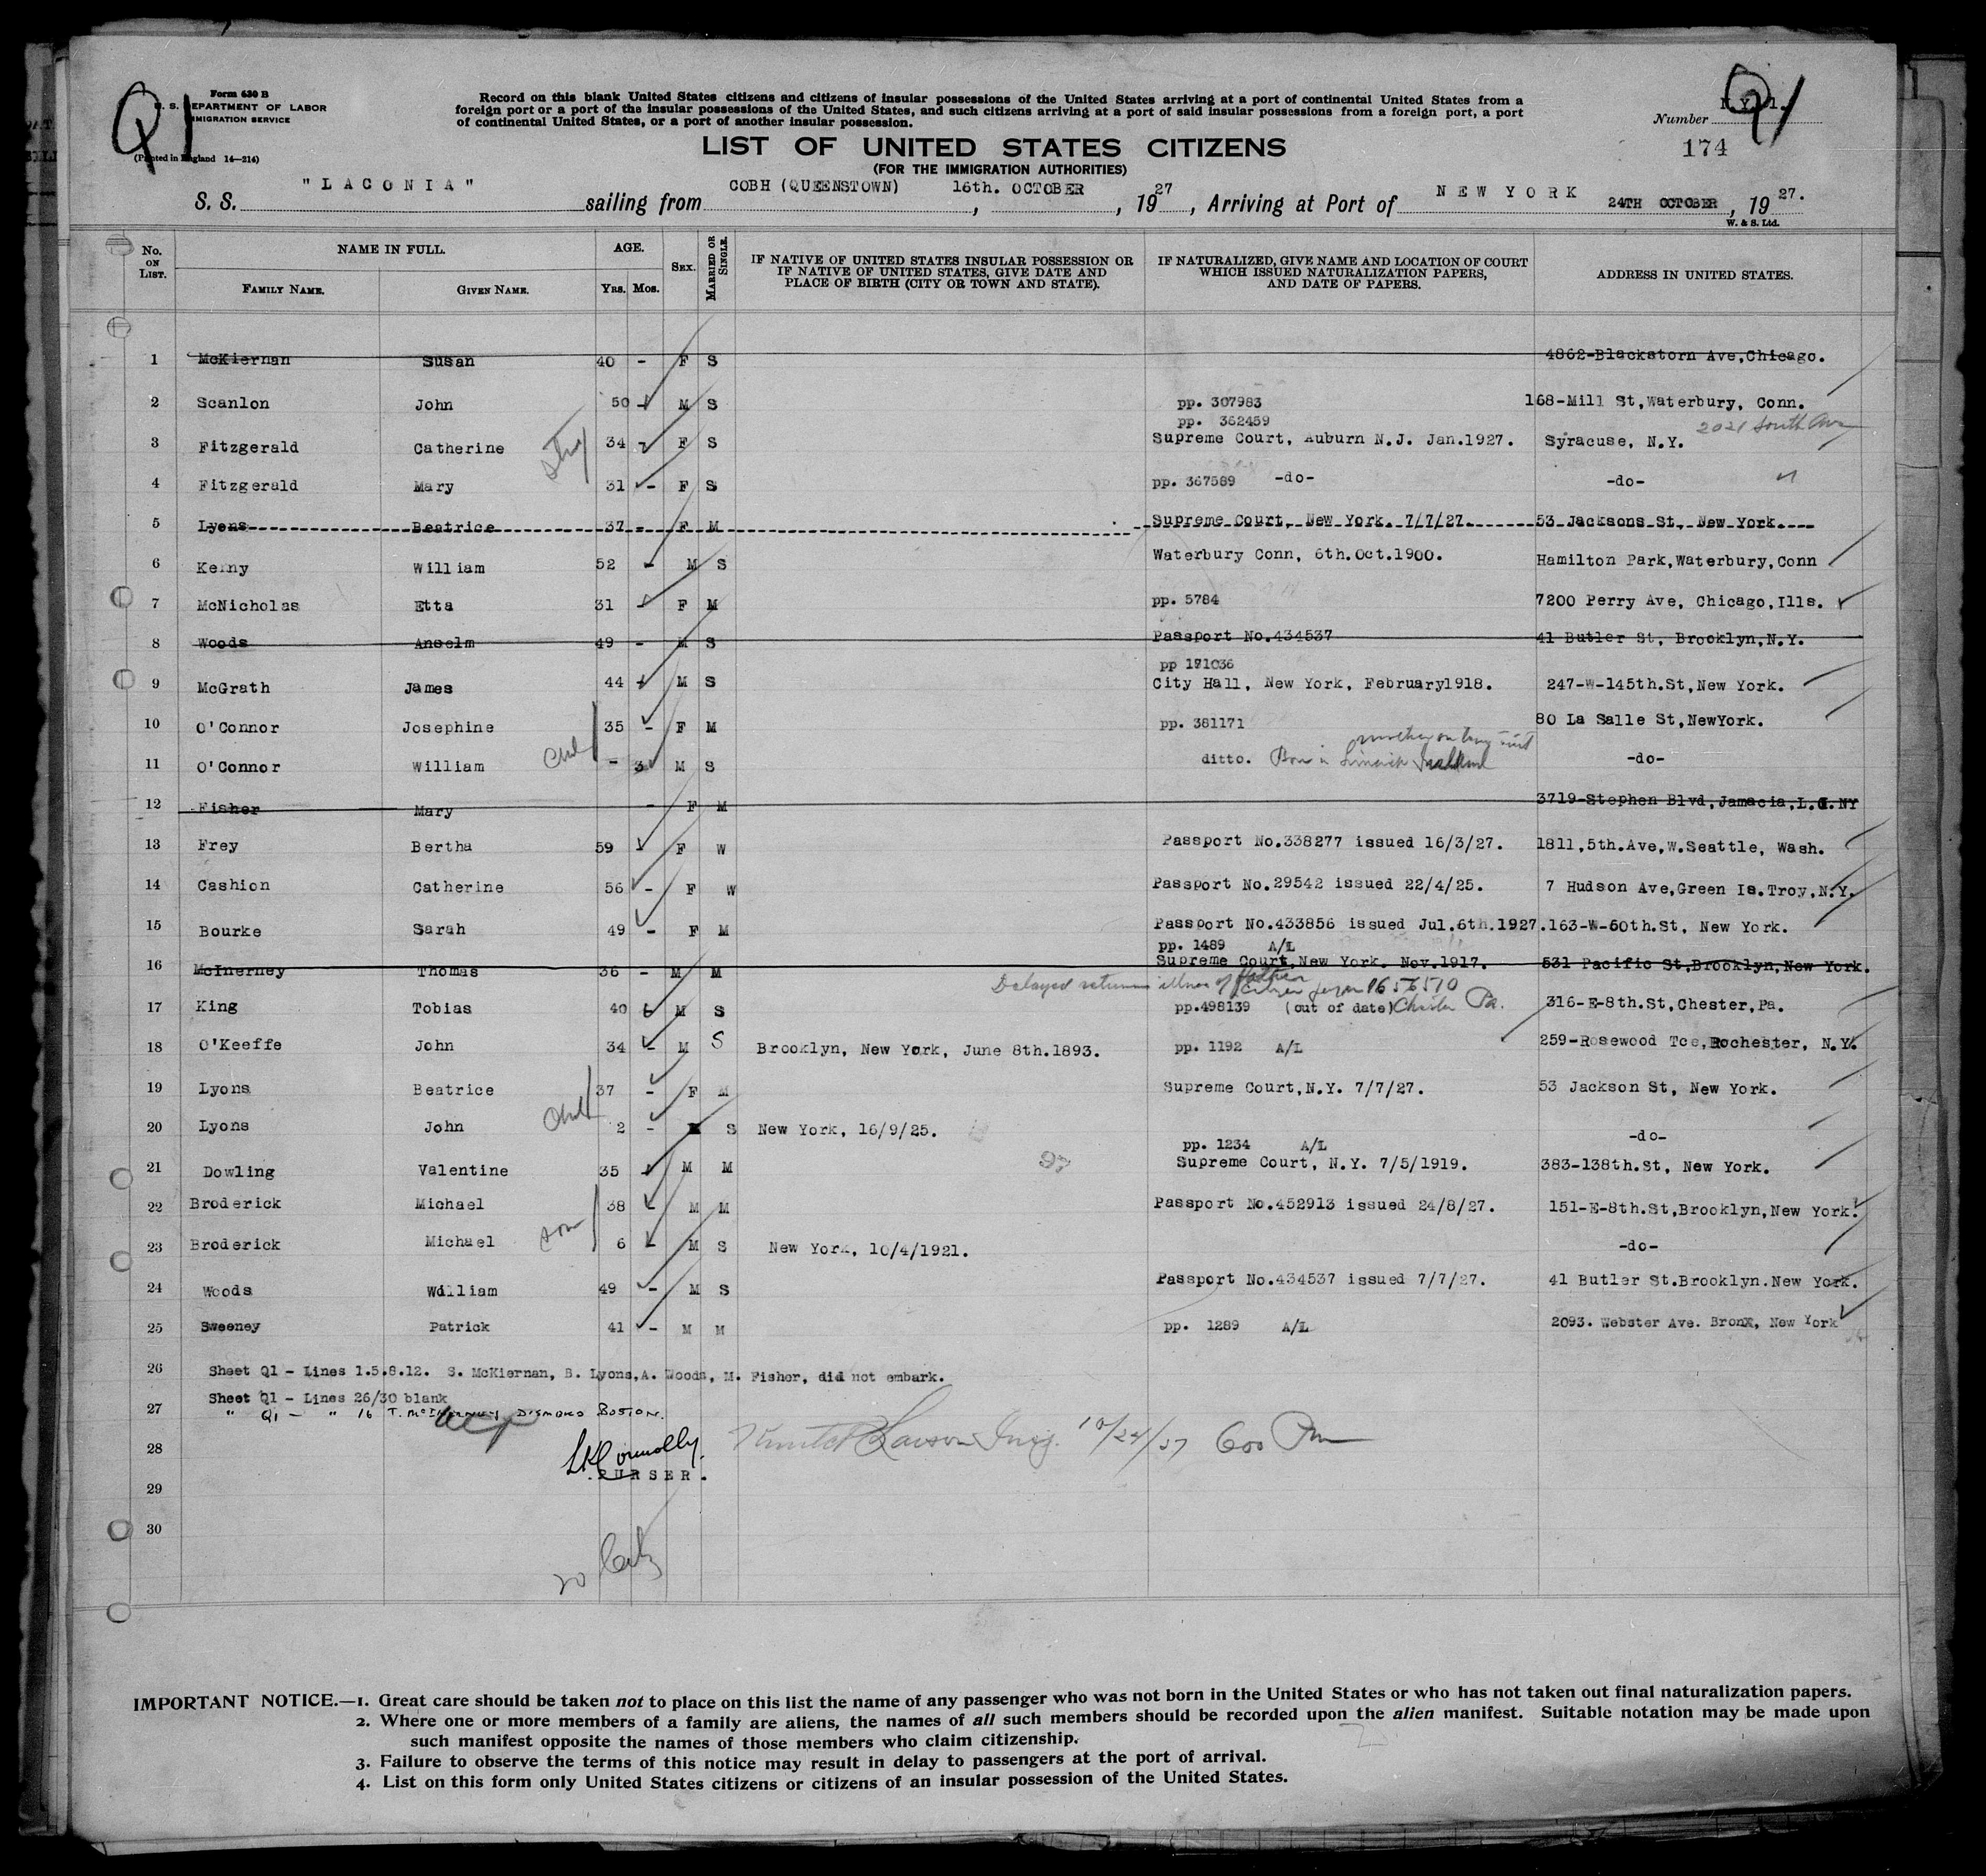 Form 630 B
U. S. DEPARTMENT OF LABOR
IMMIGRATION SERVICE
(Printed in England 14—214)
Q1
Record on this blank United States citizens and citizens of insular possessions of the United States arriving at a port of continental United States from a
foreign port or a port of the insular possessions of the United States, and such citizens arriving at a port of said insular possessions from a foreign port, a port
of continental United States, or a port of another insular possession.
Q1
Number
174
LIST OF UNITED STATES CITIZENS
(FOR THE IMMIGRATION AUTHORITIES)
S. S. "LACONIA" sailing from COBH (QUEENSTOWN), 16th. OCTOBER, 1927, Arriving at Port of NEW YORK 24TH OCTOBER, 1927.
W. & S. Ltd.
No. ON LIST. NAME IN FULL. AGE. SEX. MARRIED OR SINGLE. IF NATIVE OF UNITED STATES INSULAR POSSESSION OR IF NATIVE OF UNITED STATES, GIVE DATE AND PLACE OF BIRTH (CITY OR TOWN AND STATE). IF NATURALIZED, GIVE NAME AND LOCATION OF COURT WHICH ISSUED NATURALIZATION PAPERS, AND DATE OF PAPERS. ADDRESS IN UNITED STATES.
FAMILY NAME. GIVEN NAME. YRS. MOS.
1 McKiernan Susan 40 - F S 4862-Blackstorn Ave,Chicago.
2 Scanlon John 50 - M S pp. 307983 168-Mill St,Waterbury, Conn.
pp. 362459 2021 South Ave
3 Fitzgerald Catherine 34 - F S Supreme Court, Auburn N.J. Jan.1927. Syracuse, N.Y.
4 Fitzgerald Mary 31 - F S pp. 367589 -do- -do-
5 Lyons Beatrice 37 - F M Supreme Court, New York. 7/7/27. 53 Jacksons St, New York.
6 Kerny William 52 - M S Waterbury Conn, 6th.Oct.1900. Hamilton Park,Waterbury,Conn
7 McNicholas Etta 31 - F M pp. 5784 7200 Perry Ave, Chicago,Ills.
8 Woods Anselm 49 - M S Passport No.434537 41 Butler St, Brooklyn,N.Y.
pp 191036
9 McGrath James 44 - M S City Hall, New York, February1918. 247-W-145th.St,New York.
10 O'Connor Josephine 35 - F M pp. 381171 80 La Salle St,NewYork.
mother on temp visit
11 O'Connor William Child - 3 M S ditto. Born in Limerick Ireland -do-
12 Fisher Mary - F M 3719-Stephen Blvd,Jamacia,L.I.NY
13 Frey Bertha 59 - F W Passport No.338277 issued 16/3/27. 1811,5th.Ave,W.Seattle, Wash.
14 Cashion Catherine 56 - F W Passport No.29542 issued 22/4/25. 7 Hudson Ave,Green Is.Troy,N.Y.
15 Bourke Sarah 49 - F M Passport No.433856 issued Jul.6th.1927. 163-W-60th.St, New York.
pp. 1489 A/L
16 McInerney Thomas 36 - M M Supreme Court,New York. Nov.1917. 531 Pacific St,Brooklyn,New York.
Delayed returning illness of father
1656510
17 King Tobias 40 - M S pp.498139 (out of date) Chester Pa. 316-E-8th.St,Chester,Pa.
18 O'Keeffe John 34 - M S Brooklyn, New York, June 8th.1893. pp. 1192 A/L 259-Rosewood Tce,Rochester, N.Y.
19 Lyons Beatrice 37 - F M Supreme Court,N.Y. 7/7/27. 53 Jackson St, New York.
20 Lyons John Child 2 - S New York, 16/9/25. -do-
pp. 1234 A/L
21 Dowling Valentine 35 - M M Supreme Court, N.Y. 7/5/1919. 383-138th.St, New York.
22 Broderick Michael 38 - M M Passport No.452913 issued 24/8/27. 151-E-8th.St,Brooklyn,New York.
23 Broderick Michael son 6 - M S New York, 10/4/1921. -do-
24 Woods William 49 - M S Passport No.434537 issued 7/7/27. 41 Butler St.Brooklyn.New York.
25 Sweeney Patrick 41 - M M pp. 1289 A/L 2093. Webster Ave. Bronx, New York
26 Sheet Q1 - Lines 1.5.8.12. S. McKiernan, B. Lyons,A. Woods, M. Fisher, did not embark.
Sheet Q1 - Lines 26/30 blank
27 " Q1 - " 16 T. McINERNEY DISMBKD BOSTON.
28 10/24/27 600 Pm
PURSER.
29
30
IMPORTANT NOTICE.—1. Great care should be taken not to place on this list the name of any passenger who was not born in the United States or who has not taken out final naturalization papers.
2. Where one or more members of a family are aliens, the names of all such members should be recorded upon the alien manifest. Suitable notation may be made upon
such manifest opposite the names of those members who claim citizenship.
3. Failure to observe the terms of this notice may result in delay to passengers at the port of arrival.
4. List on this form only United States citizens or citizens of an insular possession of the United States.